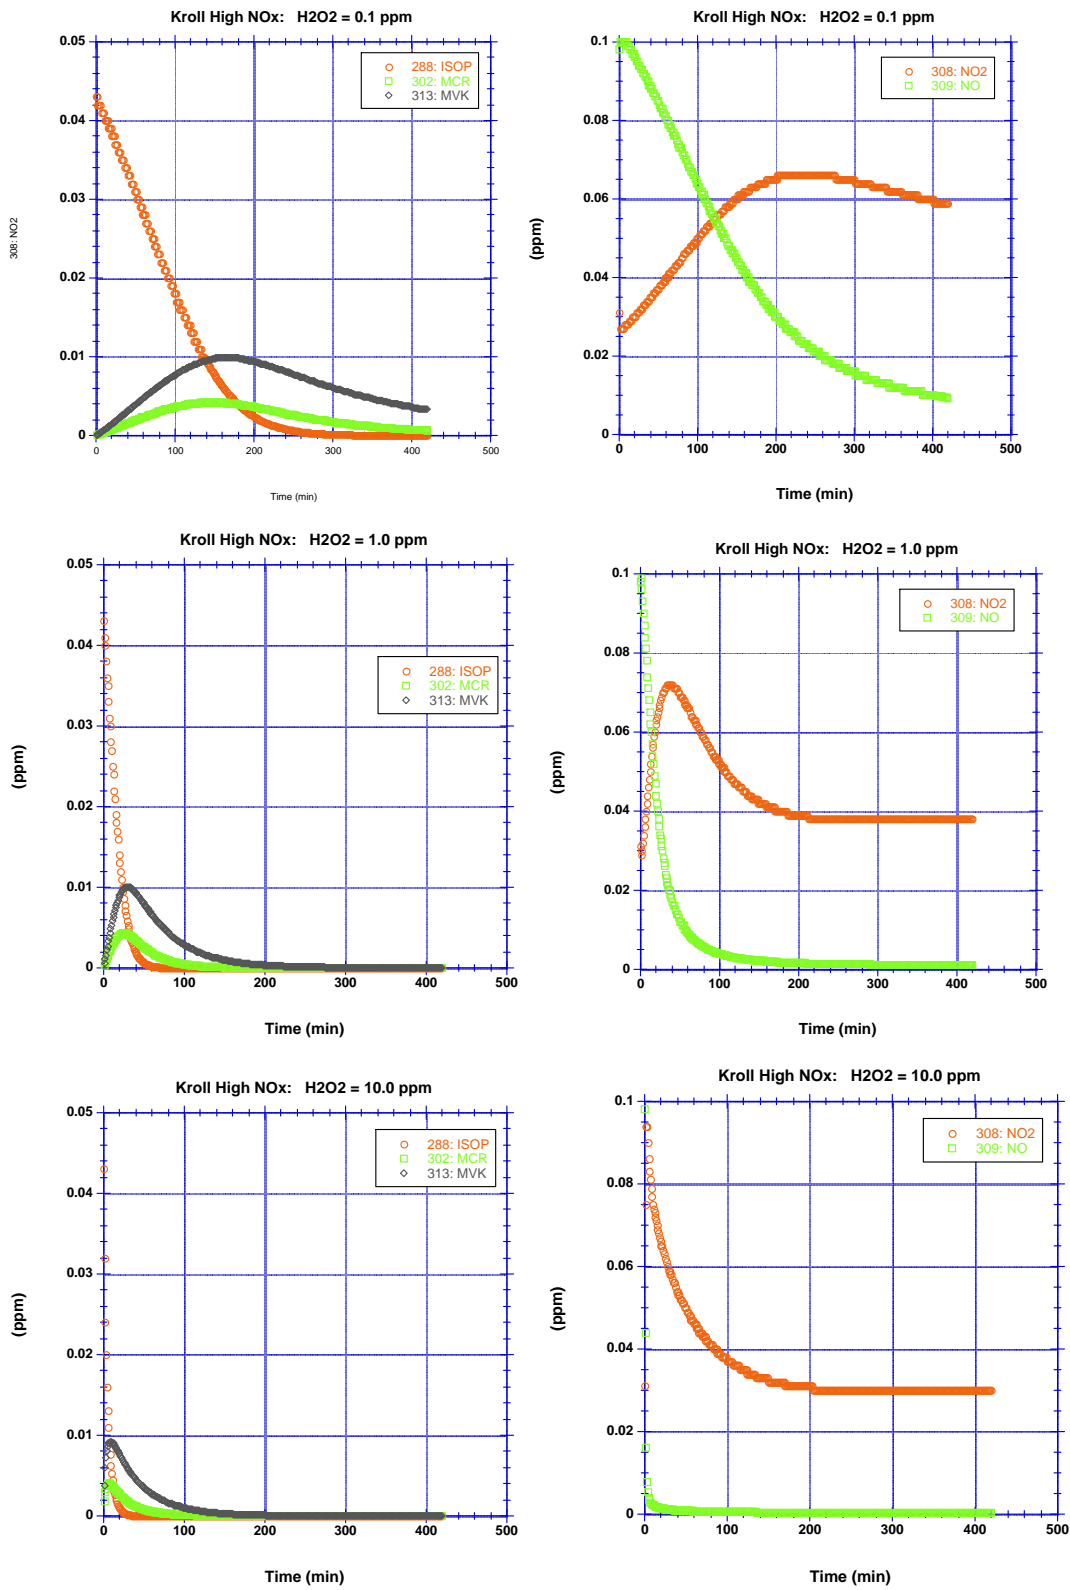 Kroll High NOx: H2O2 = 0.1 ppm
0.05
0.04
0.03
0.02
0.01
0
308: NO2
288: ISOP
302: MCR
313: MVK
0 100 200 300 400 500
Time (min)
Kroll High NOx: H2O2 = 0.1 ppm
0.1
0.08
0.06
0.04
0.02
0
(ppm)
308: NO2
309: NO
0 100 200 300 400 500
Time (min)
Kroll High NOx: H2O2 = 1.0 ppm
0.05
0.04
0.03
0.02
0.01
0
(ppm)
288: ISOP
302: MCR
313: MVK
0 100 200 300 400 500
Time (min)
Kroll High NOx: H2O2 = 1.0 ppm
0.1
0.08
0.06
0.04
0.02
0
(ppm)
308: NO2
309: NO
0 100 200 300 400 500
Time (min)
Kroll High NOx: H2O2 = 10.0 ppm
0.05
0.04
0.03
0.02
0.01
0
(ppm)
288: ISOP
302: MCR
313: MVK
0 100 200 300 400 500
Time (min)
Kroll High NOx: H2O2 = 10.0 ppm
0.1
0.08
0.06
0.04
0.02
0
(ppm)
308: NO2
309: NO
0 100 200 300 400 500
Time (min)